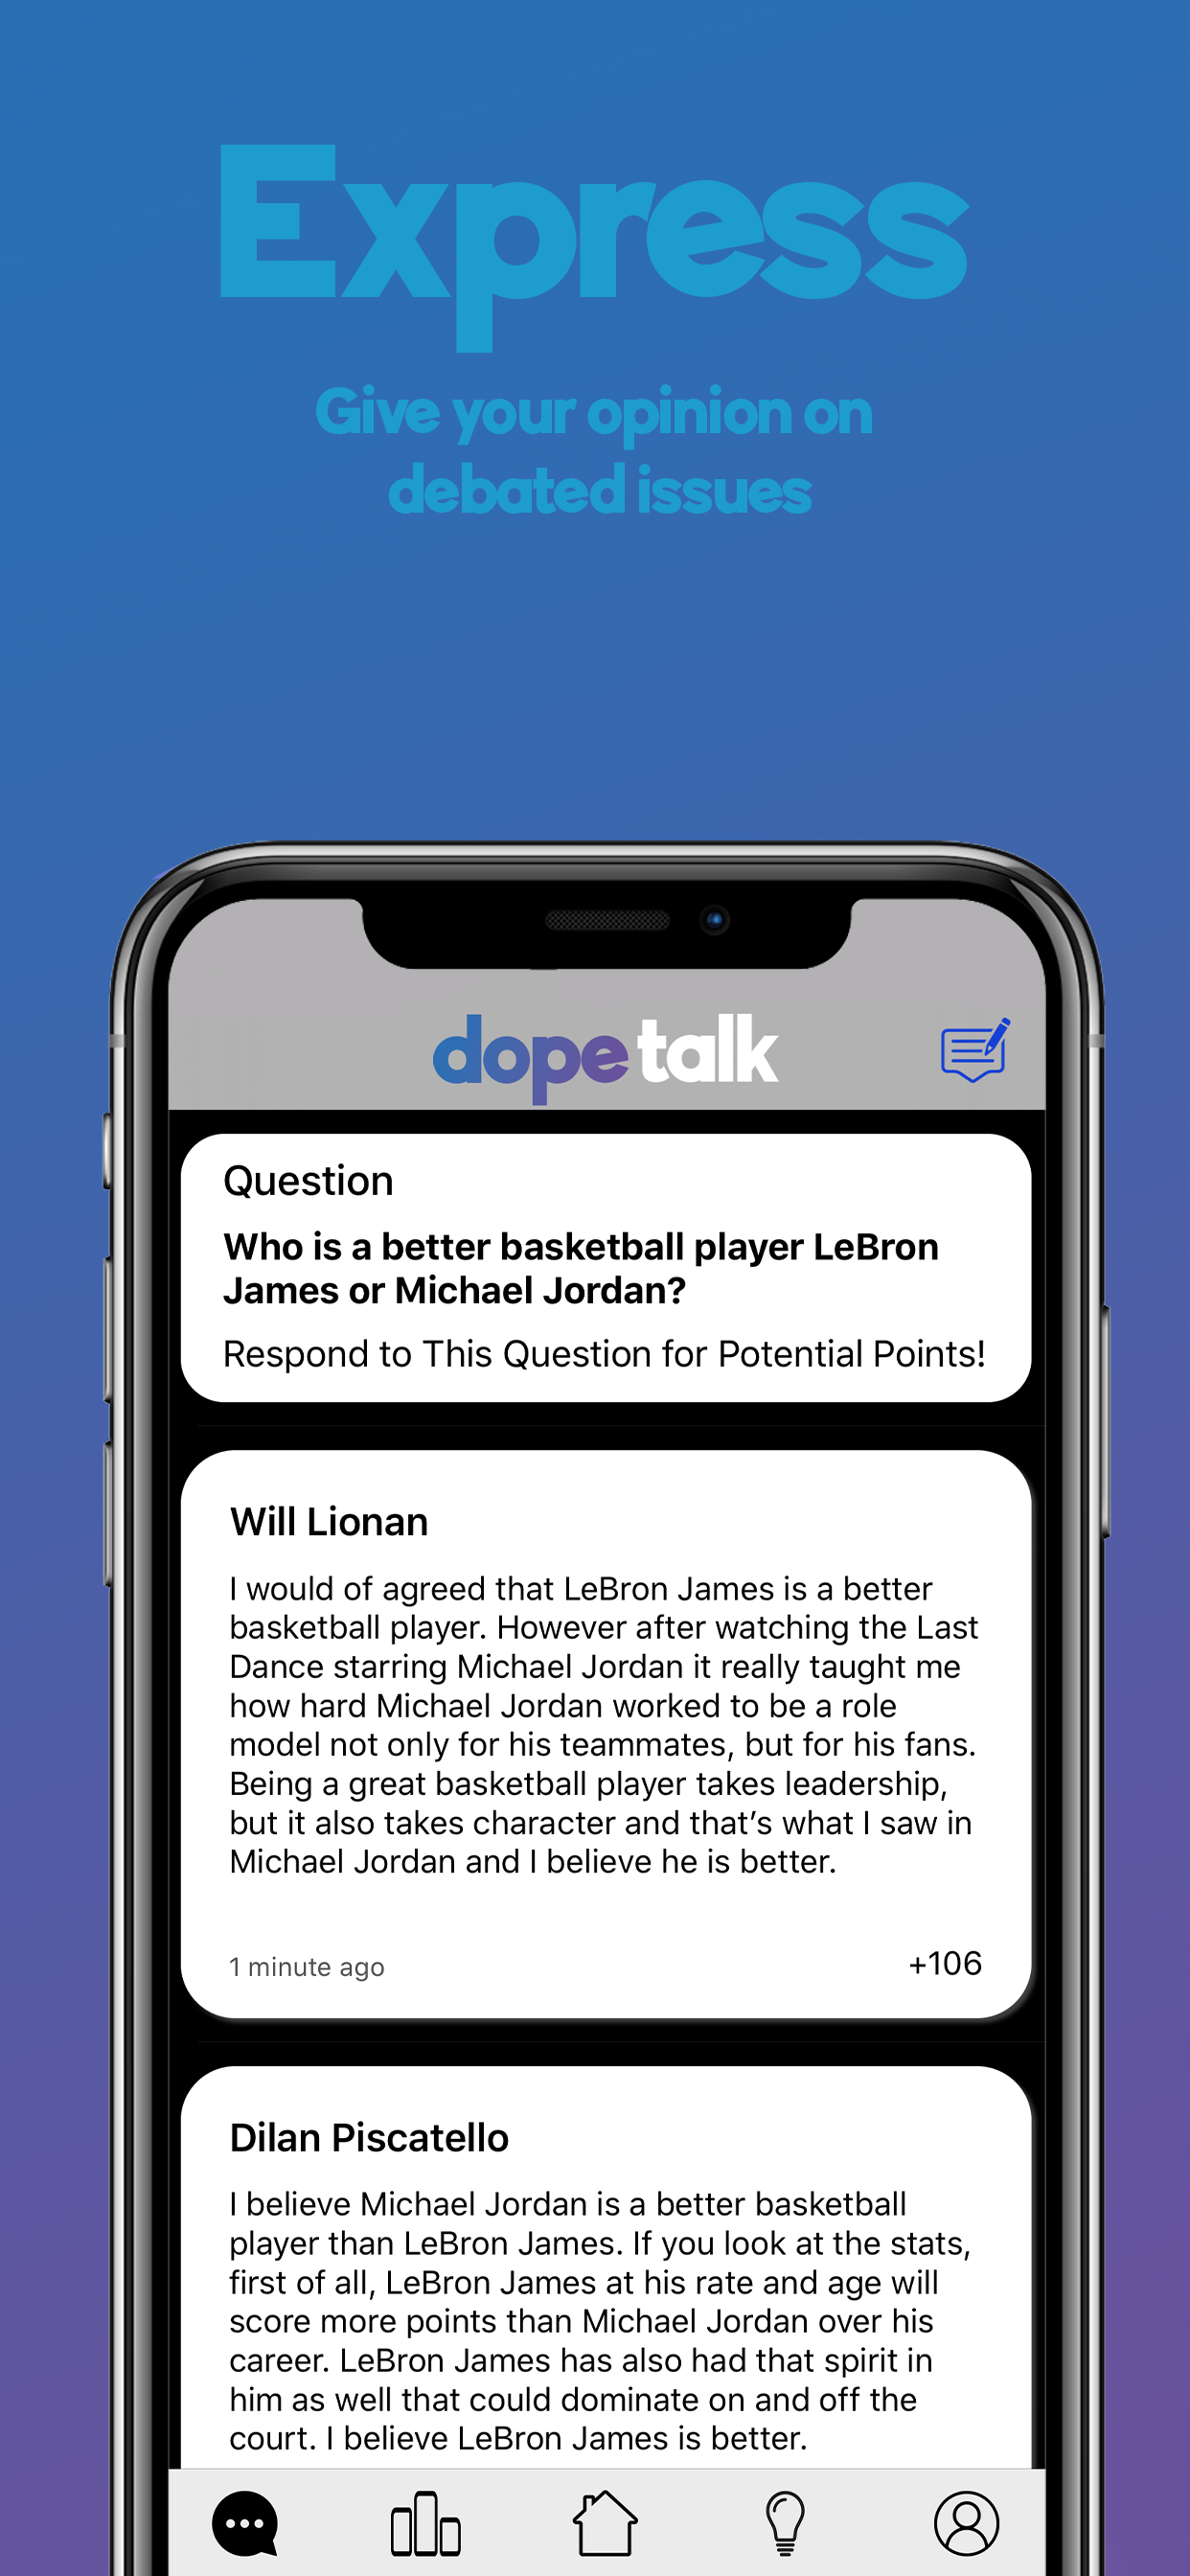 Express
Give your opinion on
debated issues
dope talk
Question
Who is a better basketball player LeBron
James or Michael Jordan?
Respond to This Question for Potential Points!
Will Lionan
I would of agreed that LeBron James is a better
basketball player. However after watching the Last
Dance starring Michael Jordan it really taught me
how hard Michael Jordan worked to be a role
model not only for his teammates, but for his fans.
Being a great basketball player takes leadership,
but it also takes character and that’s what I saw in
Michael Jordan and I believe he is better.
1 minute ago
+106
Dilan Piscatello
I believe Michael Jordan is a better basketball
player than LeBron James. If you look at the stats,
first of all, LeBron James at his rate and age will
score more points than Michael Jordan over his
career. LeBron James has also had that spirit in
him as well that could dominate on and off the
court. I believe LeBron James is better.